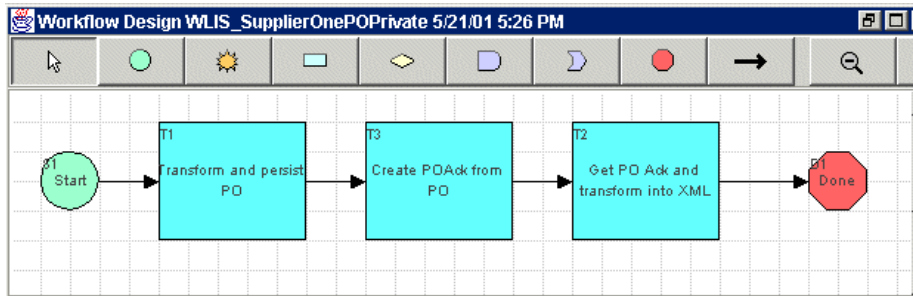 Workflow Design WLIS_SupplierOnePOPrivate 5/21/01 5:26 PM
S1
Start
T1
Transform and persist
PO
T3
Create POAck from
PO
T2
Get PO Ack and
transform into XML
D1
Done